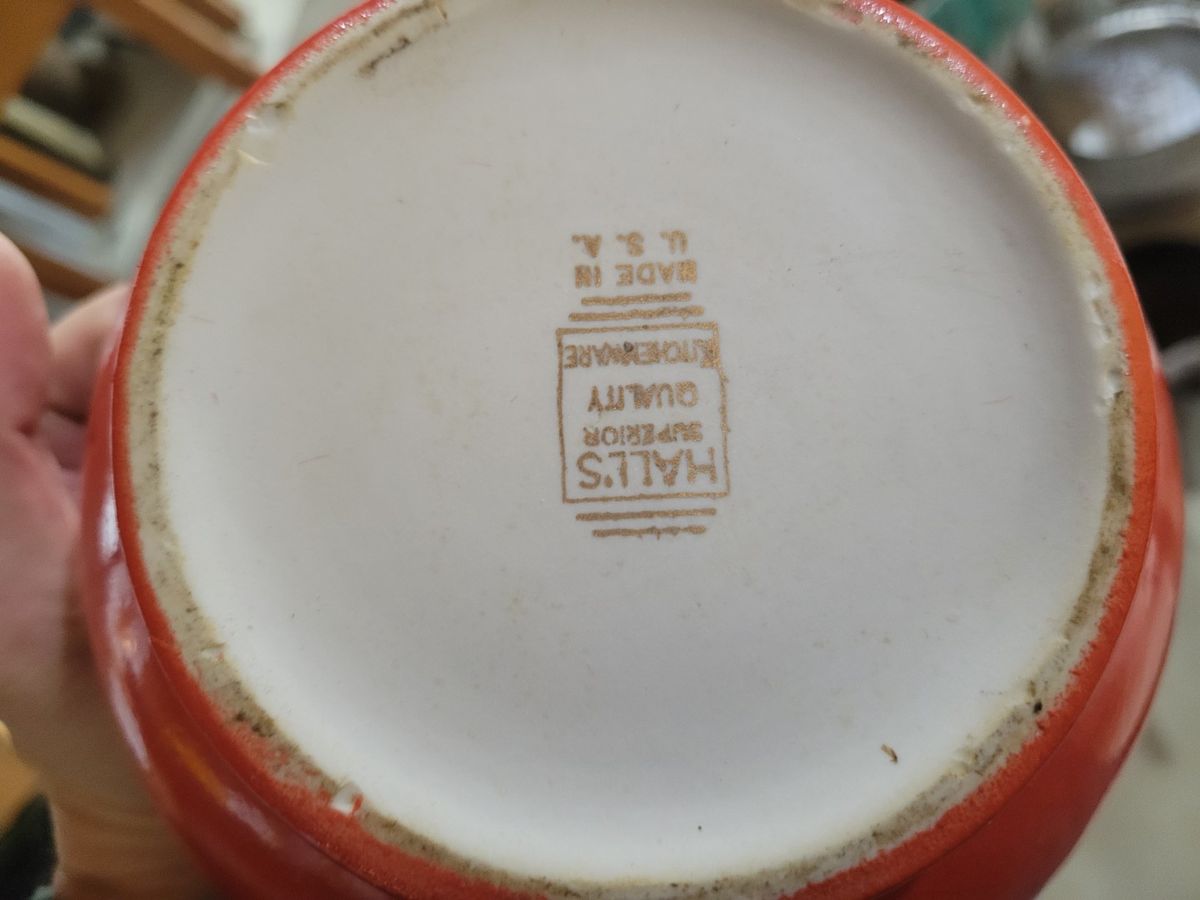 HALL'S
SUPERIOR
QUALITY
KITCHENWARE
MADE IN
U. S. A.